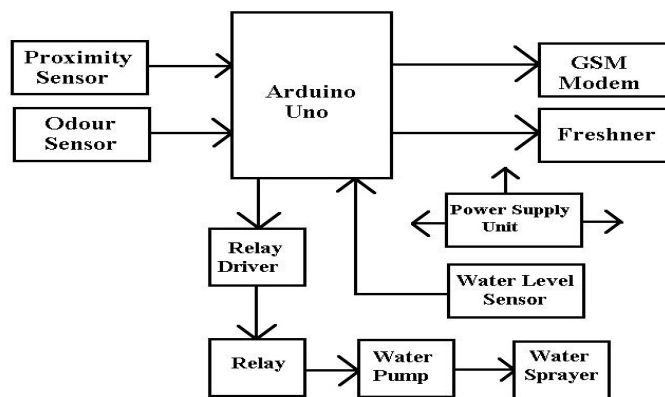 Proximity
Sensor
Odour
Sensor
Arduino
Uno
GSM
Modem
Freshner
Power Supply
Unit
Relay
Driver
Water Level
Sensor
Relay
Water
Pump
Water
Sprayer